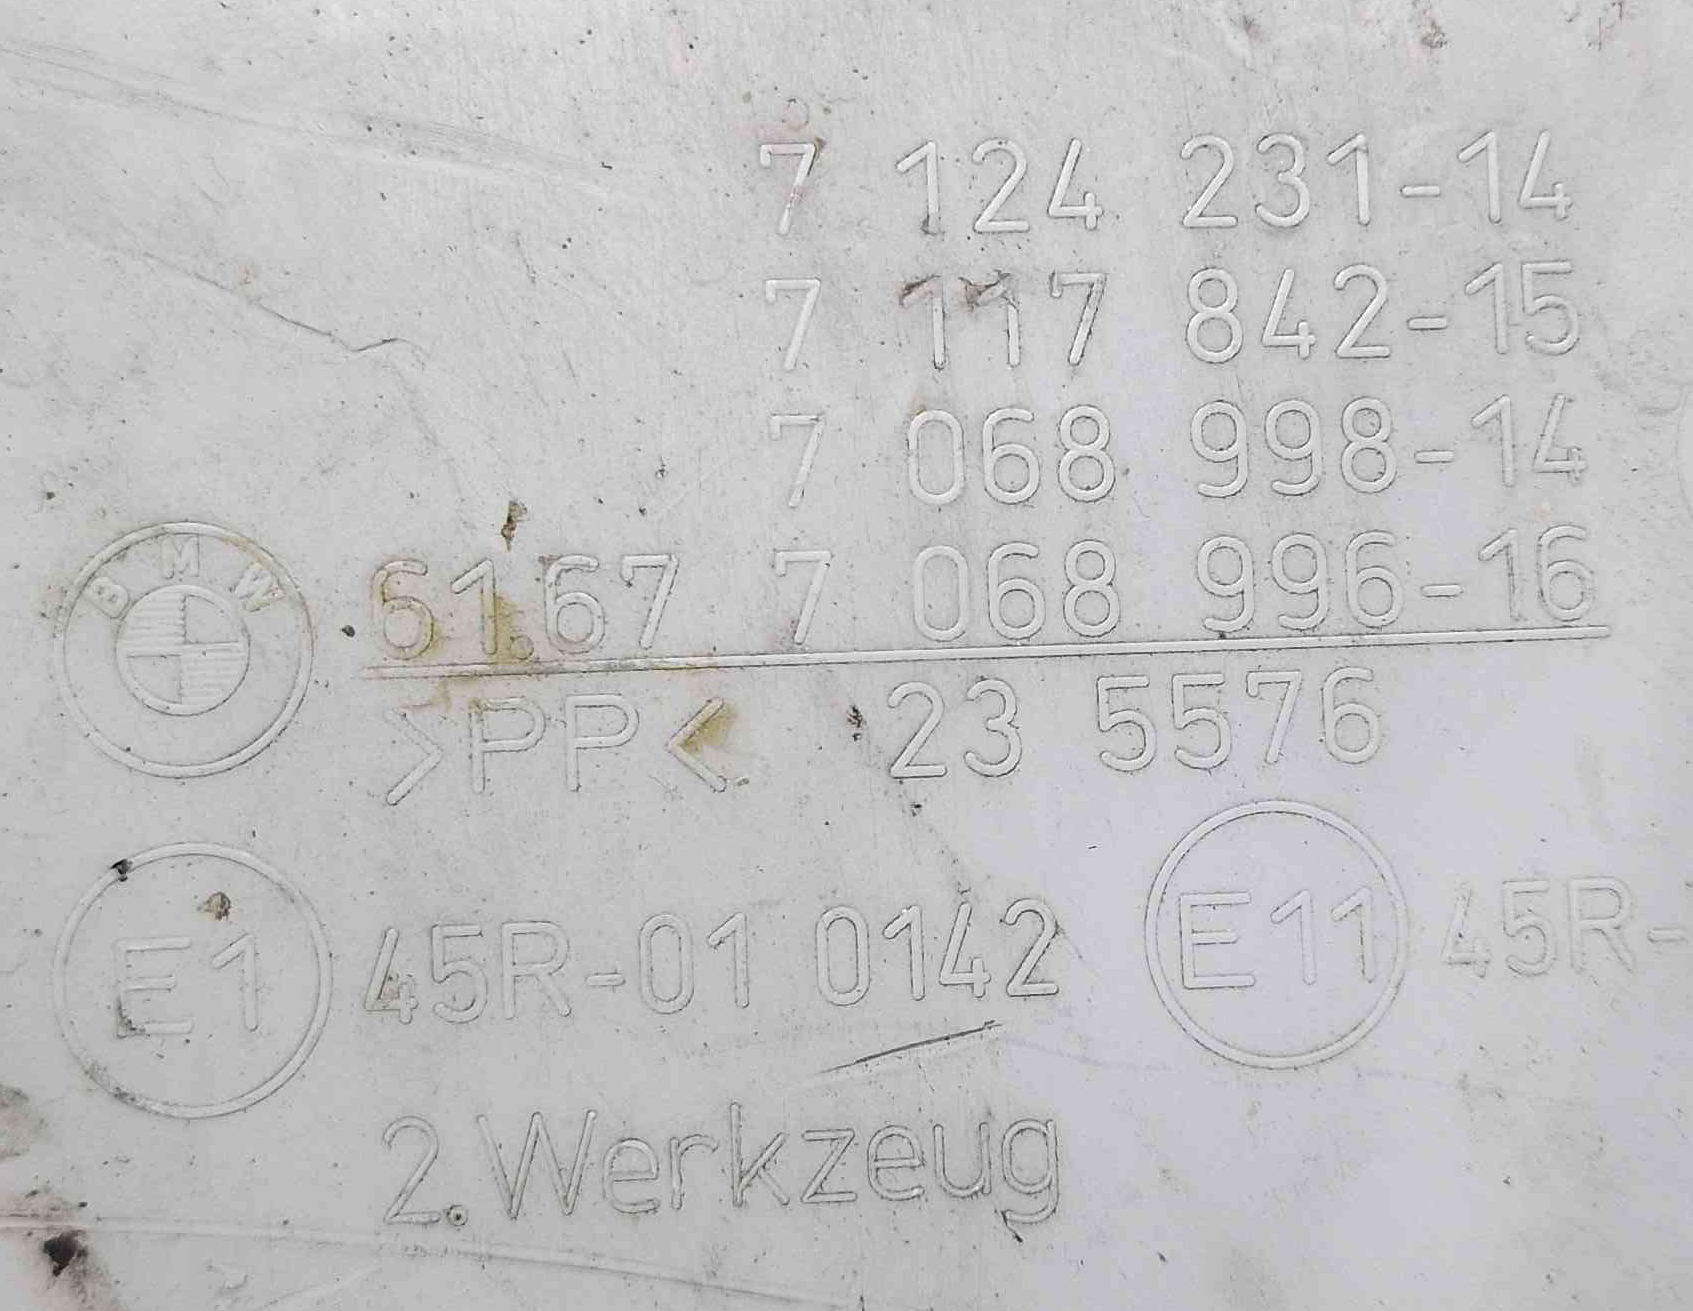 7 124 231-14
7 117 842-15
7 068 998-14
BMW 61.67 7 068 996-16
>PP< 23 5576
E1 45R-01 0142 E11 45R-
2.Werkzeug